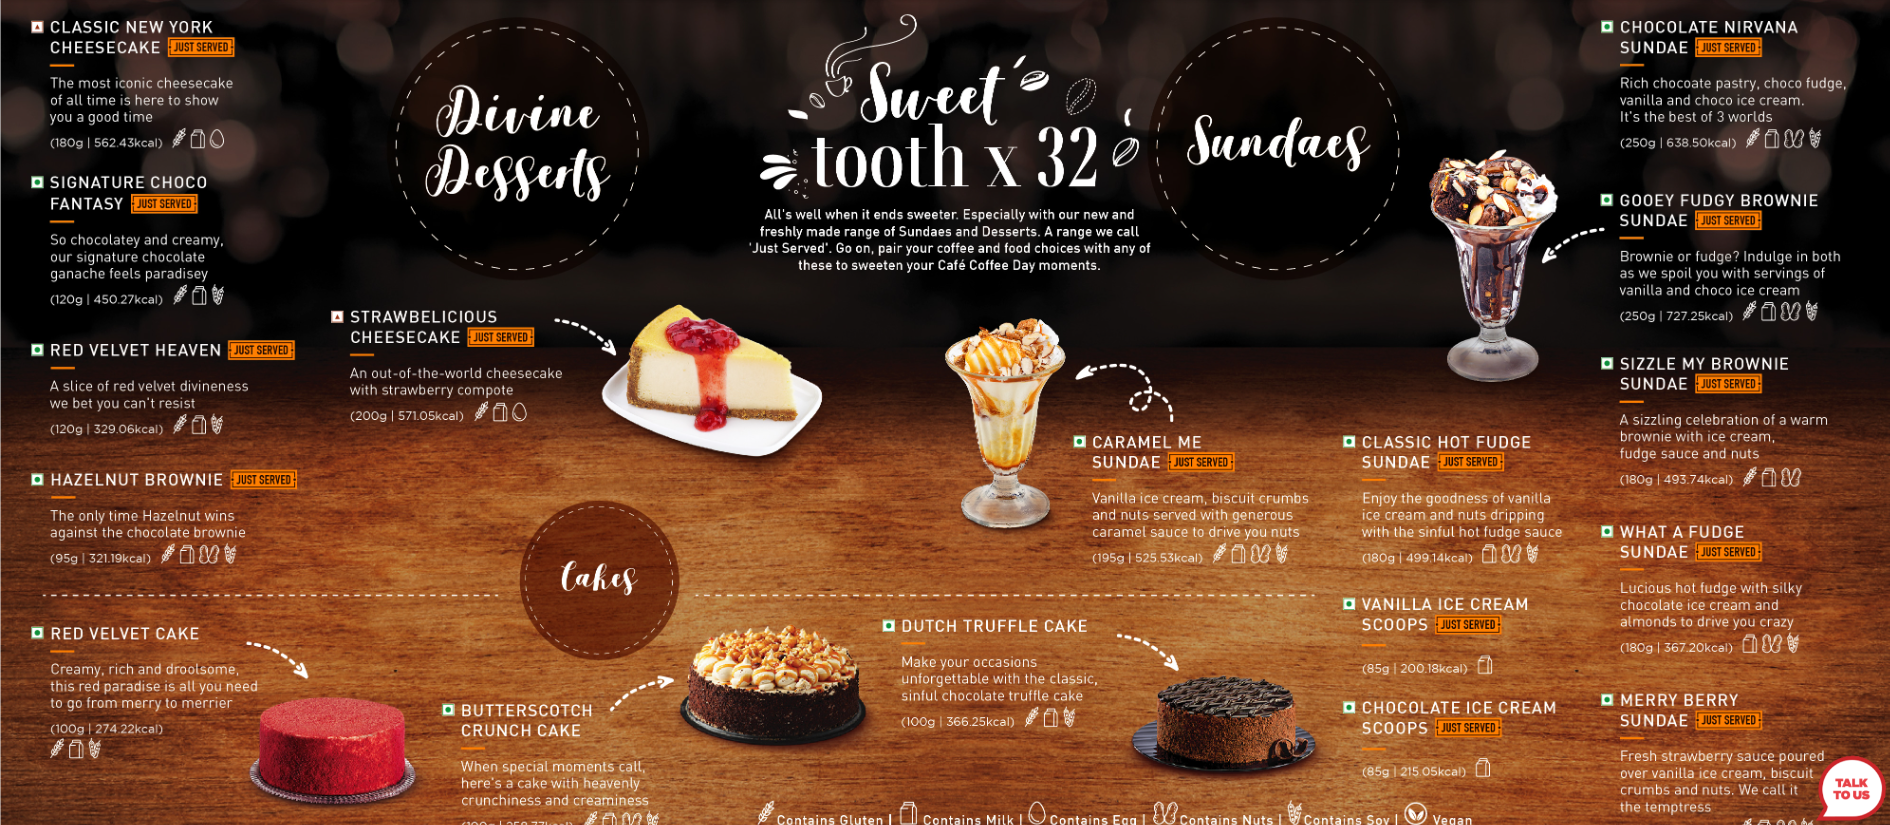 CLASSIC NEW YORK
CHEESECAKE JUST SERVED
The most iconic cheesecake
of all time is here to show
you a good time
(180g | 562.43kcal)
SIGNATURE CHOCO
FANTASY JUST SERVED
So chocolatey and creamy,
our signature chocolate
ganache feels paradisey
(120g | 450.27kcal)
RED VELVET HEAVEN JUST SERVED
A slice of red velvet divineness
we bet you can't resist
(120g | 329.06kcal)
HAZELNUT BROWNIE JUST SERVED
The only time Hazelnut wins
against the chocolate brownie
(95g | 321.19kcal)
Divine
Desserts
STRAWBELICIOUS
CHEESECAKE JUST SERVED
An out-of-the-world cheesecake
with strawberry compote
(200g | 571.05kcal)
Sweet
tooth x 32
All's well when it ends sweeter. Especially with our new and
freshly made range of Sundaes and Desserts. A range we call
'Just Served'. Go on, pair your coffee and food choices with any of
these to sweeten your Café Coffee Day moments.
Sundaes
CHOCOLATE NIRVANA
SUNDAE JUST SERVED
Rich chocoate pastry, choco fudge,
vanilla and choco ice cream.
It's the best of 3 worlds
(250g | 638.50kcal)
GOOEY FUDGY BROWNIE
SUNDAE JUST SERVED
Brownie or fudge? Indulge in both
as we spoil you with servings of
vanilla and choco ice cream
(250g | 727.25kcal)
SIZZLE MY BROWNIE
SUNDAE JUST SERVED
A sizzling celebration of a warm
brownie with ice cream,
fudge sauce and nuts
(180g | 493.74kcal)
CARAMEL ME
SUNDAE JUST SERVED
Vanilla ice cream, biscuit crumbs
and nuts served with generous
caramel sauce to drive you nuts
(195g | 525.53kcal)
CLASSIC HOT FUDGE
SUNDAE JUST SERVED
Enjoy the goodness of vanilla
ice cream and nuts dripping
with the sinful hot fudge sauce
(180g | 499.14kcal)
WHAT A FUDGE
SUNDAE JUST SERVED
Lucious hot fudge with silky
chocolate ice cream and
almonds to drive you crazy
(180g | 367.20kcal)
VANILLA ICE CREAM
SCOOPS JUST SERVED
(85g | 200.18kcal)
CHOCOLATE ICE CREAM
SCOOPS JUST SERVED
(85g | 215.05kcal)
MERRY BERRY
SUNDAE JUST SERVED
Fresh strawberry sauce poured
over vanilla ice cream, biscuit
crumbs and nuts. We call it
the temptress
Cakes
RED VELVET CAKE
Creamy, rich and droolsome,
this red paradise is all you need
to go from merry to merrier
(100g | 274.22kcal)
BUTTERSCOTCH
CRUNCH CAKE
When special moments call,
here's a cake with heavenly
crunchiness and creaminess
DUTCH TRUFFLE CAKE
Make your occasions
unforgettable with the classic,
sinful chocolate truffle cake
(100g | 366.25kcal)
Contains Gluten | Contains Milk | Contains Egg | Contains Nuts | Contains Soy | Vegan
TALK
TO US